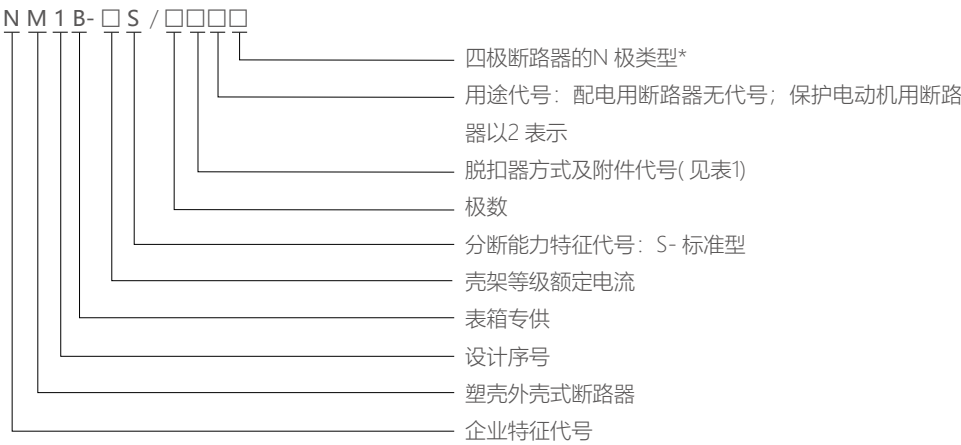 NM1B-□S/□□□□
四极断路器的N 极类型*
用途代号：配电用断路器无代号；保护电动机用断路
器以2 表示
脱扣器方式及附件代号( 见表1)
极数
分断能力特征代号：S- 标准型
壳架等级额定电流
表箱专供
设计序号
塑壳外壳式断路器
企业特征代号